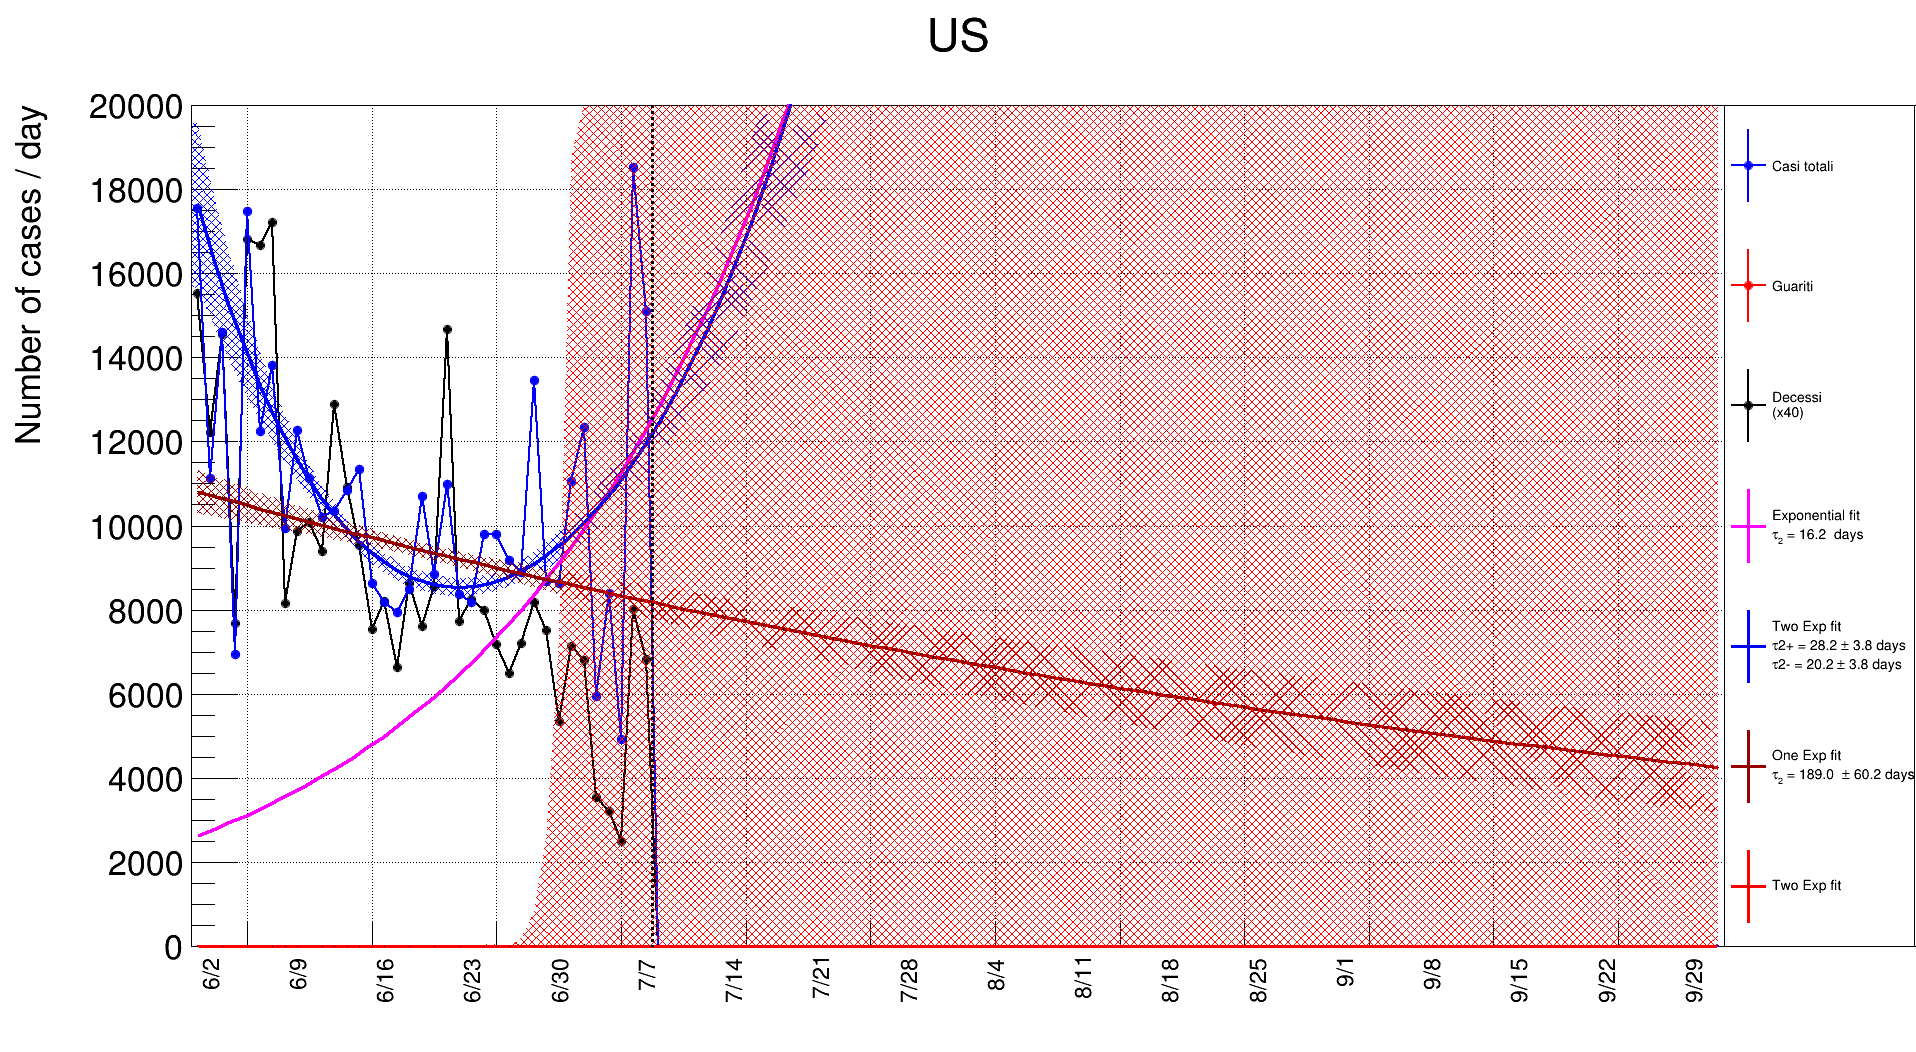 US
Number of cases / day
20000
18000
16000
14000
12000
10000
8000
6000
4000
2000
0
6/2
6/9
6/16
6/23
6/30
7/7
7/14
7/21
7/28
8/4
8/11
8/18
8/25
9/1
9/8
9/15
9/22
9/29
Casi totali
Guariti
Decessi
(x40)
Exponential fit
τ2 = 16.2 days
Two Exp fit
τ2+ = 28.2 ± 3.8 days
τ2- = 20.2 ± 3.8 days
One Exp fit
τ2 = 189.0 ± 60.2 days
Two Exp fit